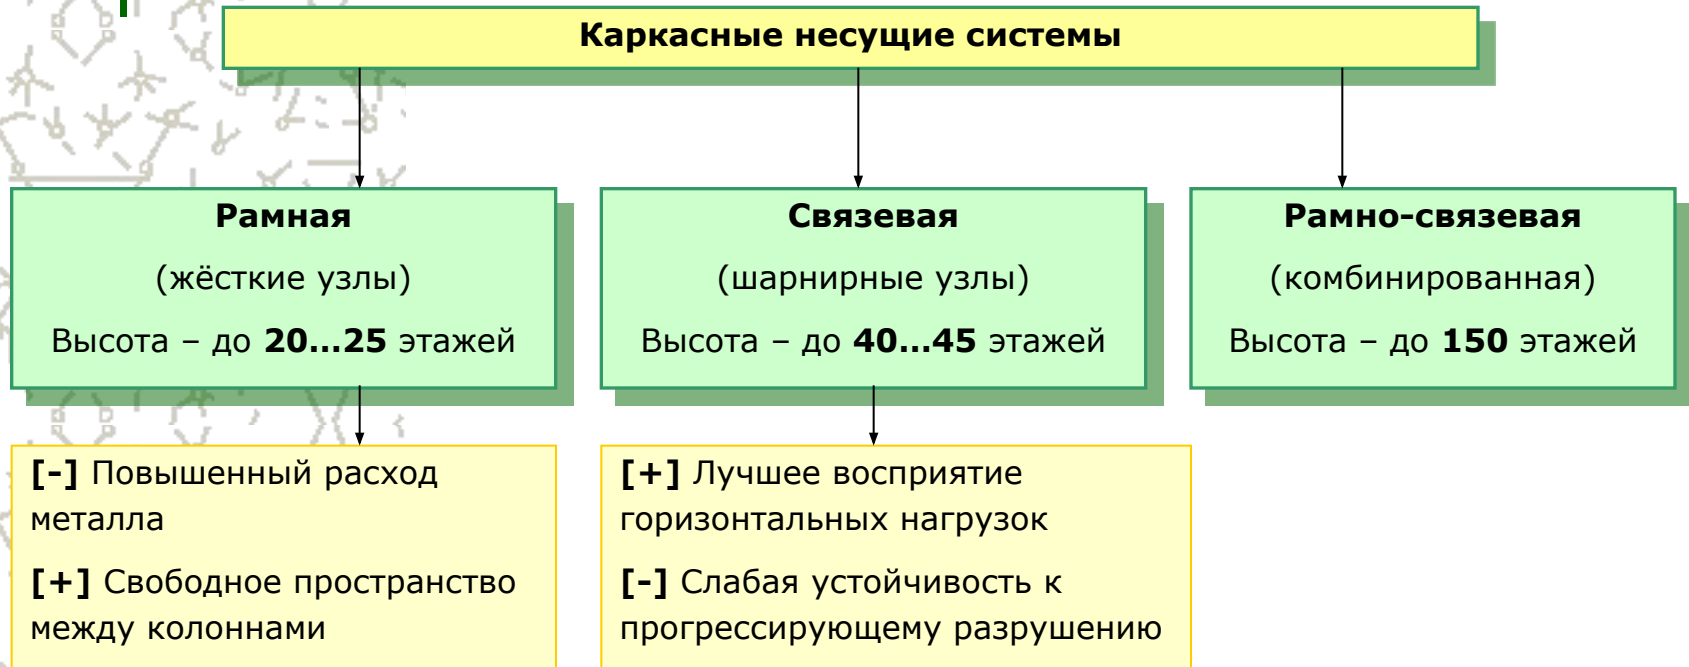 Каркасные несущие системы
Рамная
(жёсткие узлы)
Высота – до 20…25 этажей
Связевая
(шарнирные узлы)
Высота – до 40…45 этажей
Рамно-связевая
(комбинированная)
Высота – до 150 этажей
[-] Повышенный расход
металла
[+] Свободное пространство
между колоннами
[+] Лучшее восприятие
горизонтальных нагрузок
[-] Слабая устойчивость к
прогрессирующему разрушению